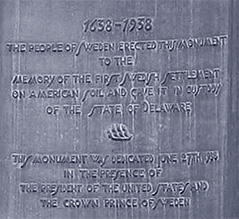 1638-1938
THE PEOPLE OF SWEDEN ERECTED THIS MONUMENT
TO THE
MEMORY OF THE FIRST SWEDISH SETTLEMENT
ON AMERICAN SOIL AND GAVE IT IN CUSTODY
OF THE STATE OF DELAWARE
THIS MONUMENT WAS DEDICATED JUNE 27TH 1938
IN THE PRESENCE OF
THE PRESIDENT OF THE UNITED STATES AND
THE CROWN PRINCE OF SWEDEN